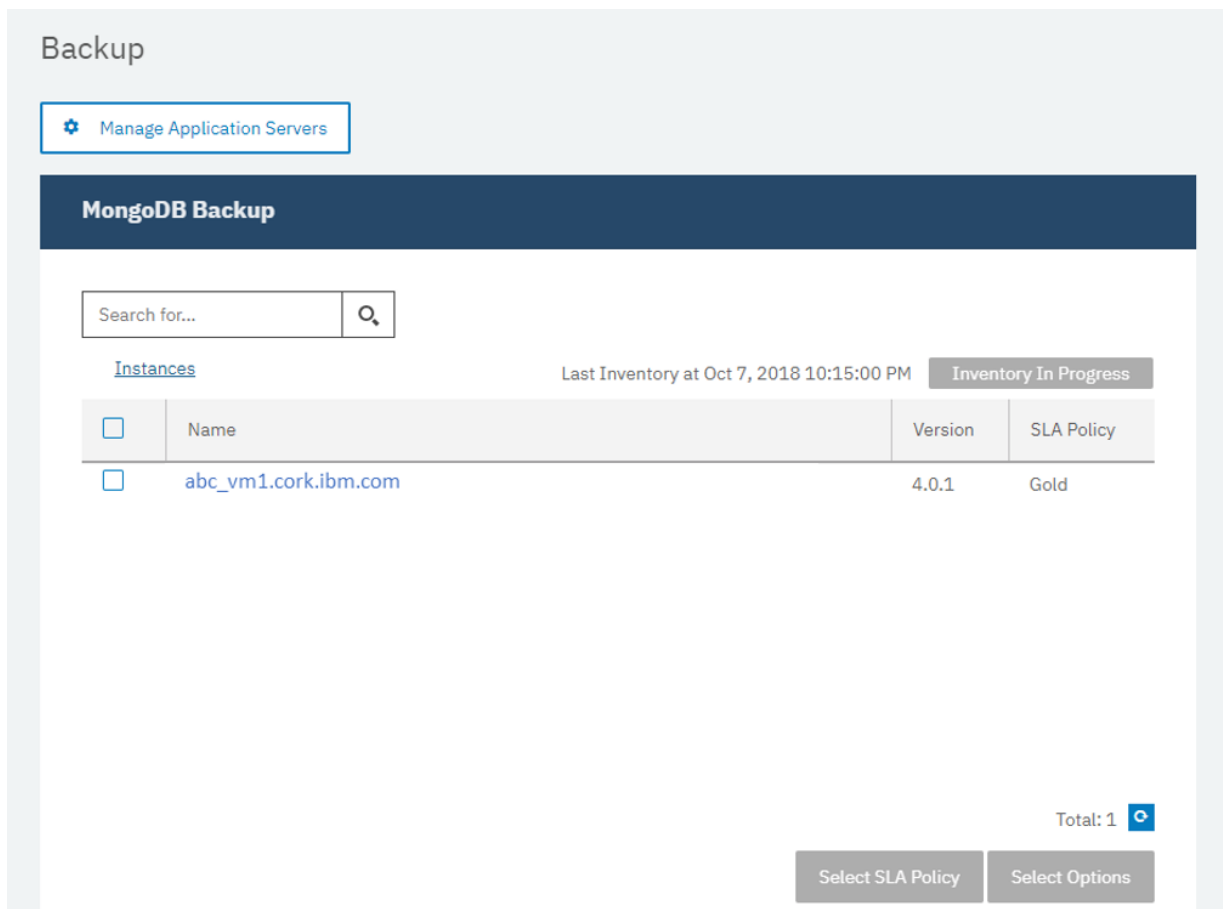 Backup
Manage Application Servers
MongoDB Backup
Search for...
Instances Last Inventory at Oct 7, 2018 10:15:00 PM Inventory In Progress
Name Version SLA Policy
abc_vm1.cork.ibm.com 4.0.1 Gold
Total: 1
Select SLA Policy Select Options